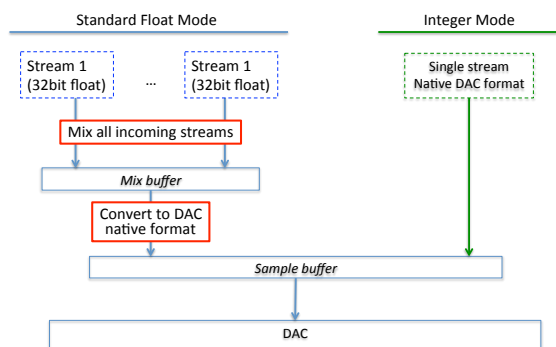 Standard Float Mode
Integer Mode
Stream 1
(32bit float)
...
Stream 1
(32bit float)
Single stream
Native DAC format
Mix all incoming streams
Mix buffer
Convert to DAC
native format
Sample buffer
DAC